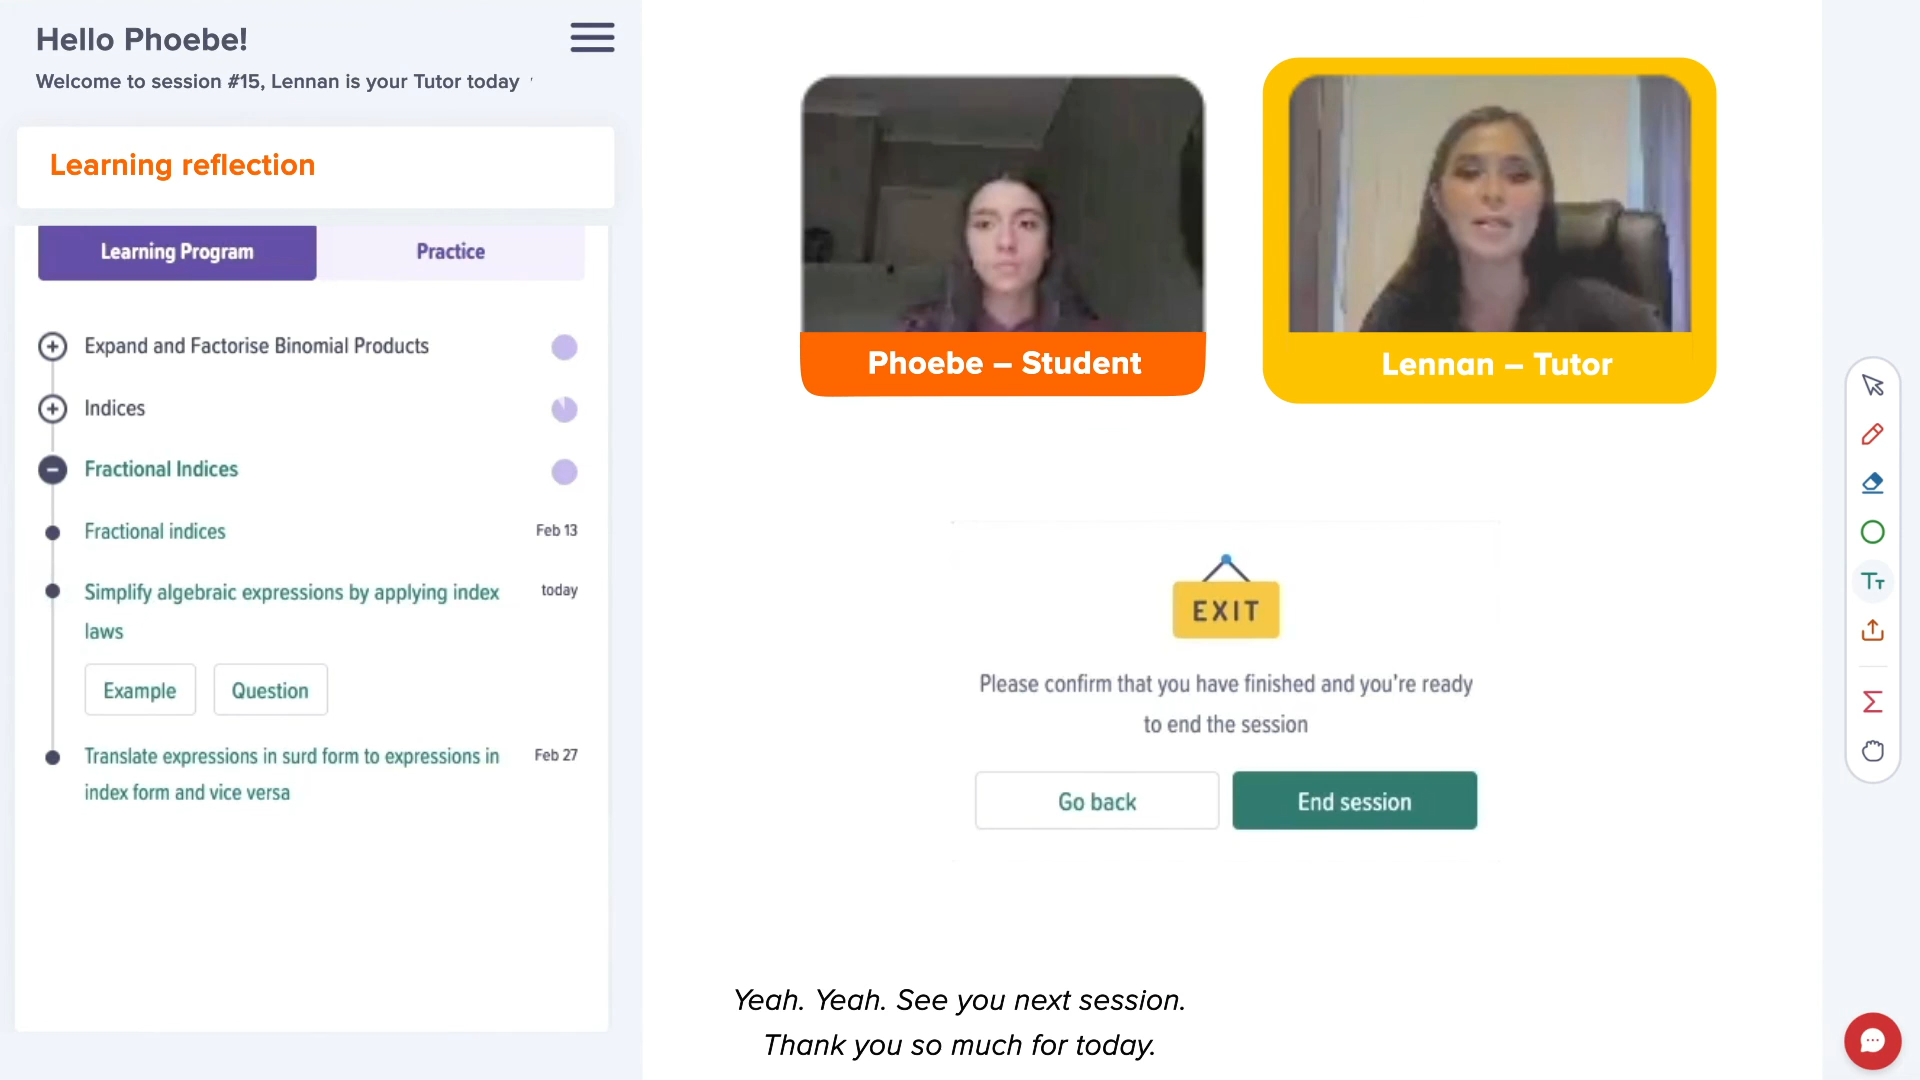 Hello Phoebe!
Welcome to session #15, Lennan is your Tutor today
Learning reflection
Learning Program
Practice
Expand and Factorise Binomial Products
Indices
Fractional Indices
Fractional indices
Feb 13
Simplify algebraic expressions by applying index
laws
today
Example
Question
Translate expressions in surd form to expressions in
index form and vice versa
Feb 27
Phoebe – Student
Lennan – Tutor
EXIT
Please confirm that you have finished and you're ready
to end the session
Go back
End session
Yeah. Yeah. See you next session.
Thank you so much for today.